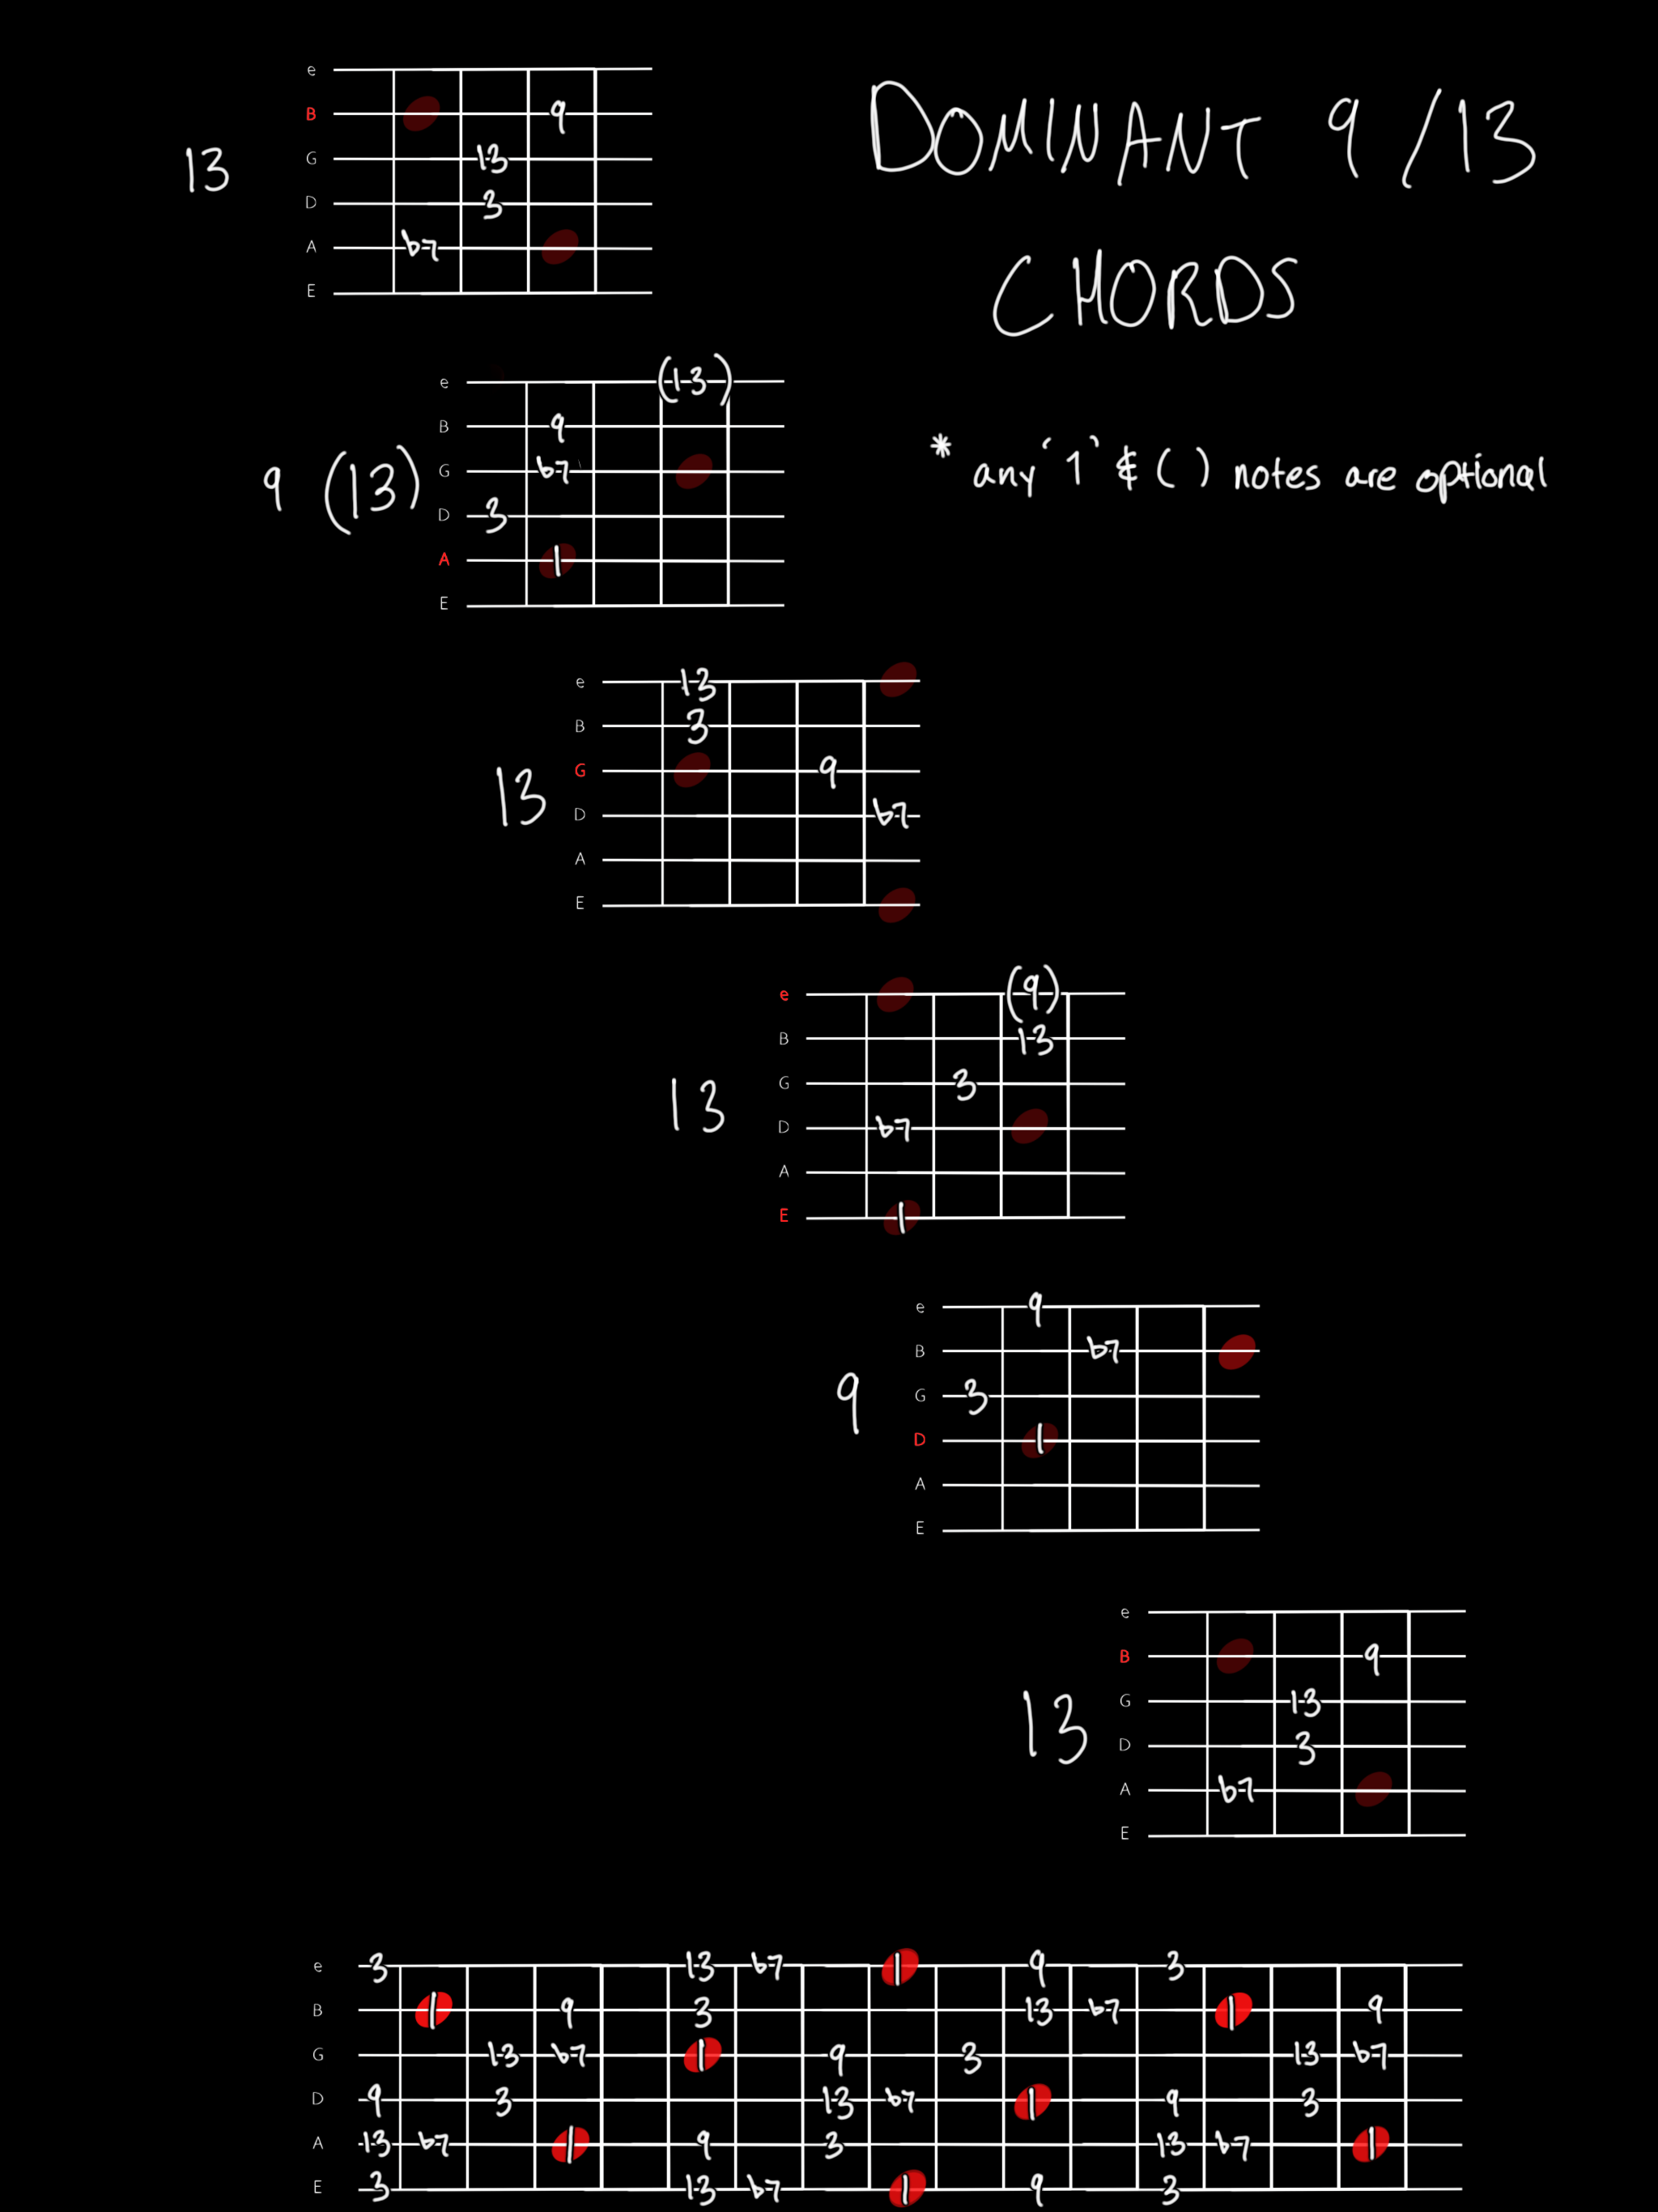 DOMINANT 9/13
CHORDS
* any '1' & ( ) notes are optional
13
e
B 9
G 13
D 3
A b7
E
9 (13)
e (13)
B 9
G b7
D 3
A 1
E
13
e 13
B 3
G 9
D b7
A
E
13
e (9)
B 13
G 3
D b7
A
E 1
9
e 9
B b7
G 3
D 1
A
E
13
e
B 9
G 13
D 3
A b7
E
e 3 13 b7 1 9 3
B 1 9 3 13 b7 1 9
G 13 b7 1 9 3 13 b7
D 9 3 13 b7 1 9 3
A 13 b7 1 9 3 13 b7 1
E 3 13 b7 1 9 3